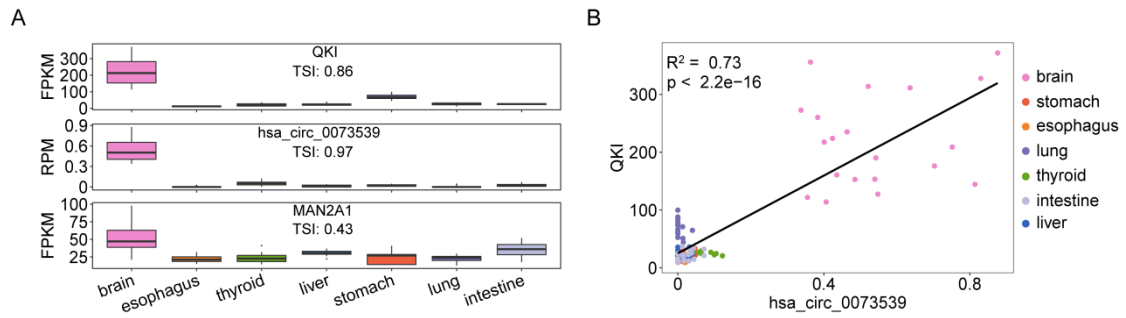 A
QKI
TSI: 0.86
FPKM
300
200
100
0
hsa_circ_0073539
TSI: 0.97
RPM
0.9
0.6
0.3
0
MAN2A1
TSI: 0.43
FPKM
100
75
50
25
brain
esophagus
thyroid
liver
stomach
lung
intestine
B
R² = 0.73
p < 2.2e−16
QKI
300
200
100
0
0
0.4
0.8
hsa_circ_0073539
brain
stomach
esophagus
lung
thyroid
intestine
liver